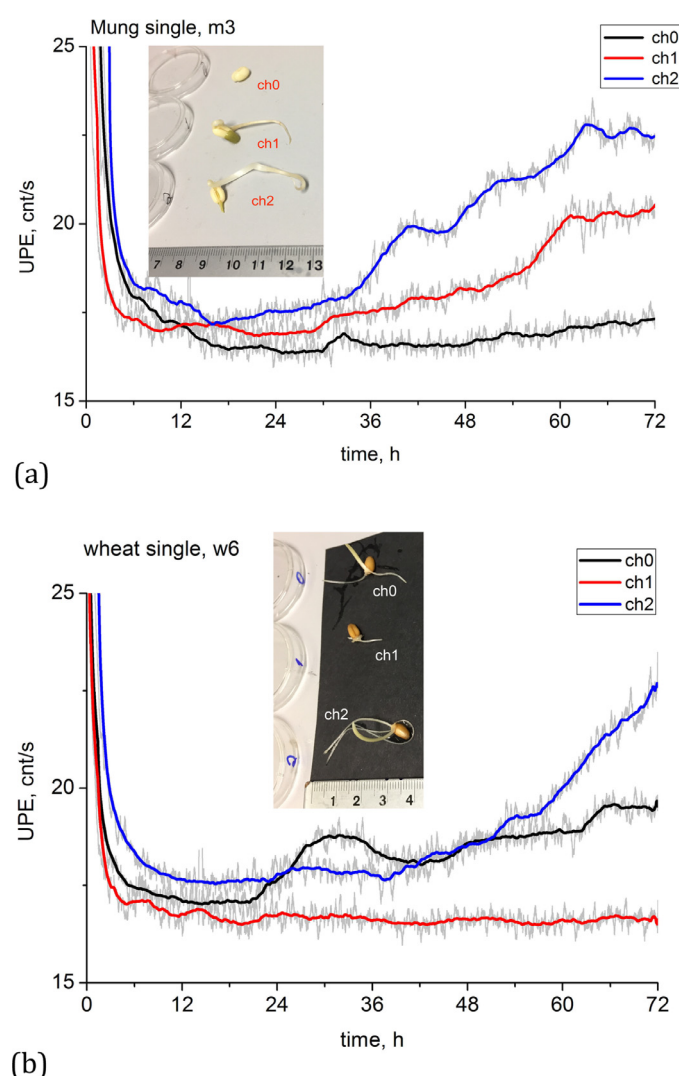 Mung single, m3
25
20
15
UPE, cnt/s
ch0
ch1
ch2
ch0
ch1
ch2
7 8 9 10 11 12 13
0 12 24 36 48 60 72
time, h
(a)
wheat single, w6
25
20
15
UPE, cnt/s
ch0
ch1
ch2
ch0
ch1
ch2
1 2 3 4
0 12 24 36 48 60 72
time, h
(b)